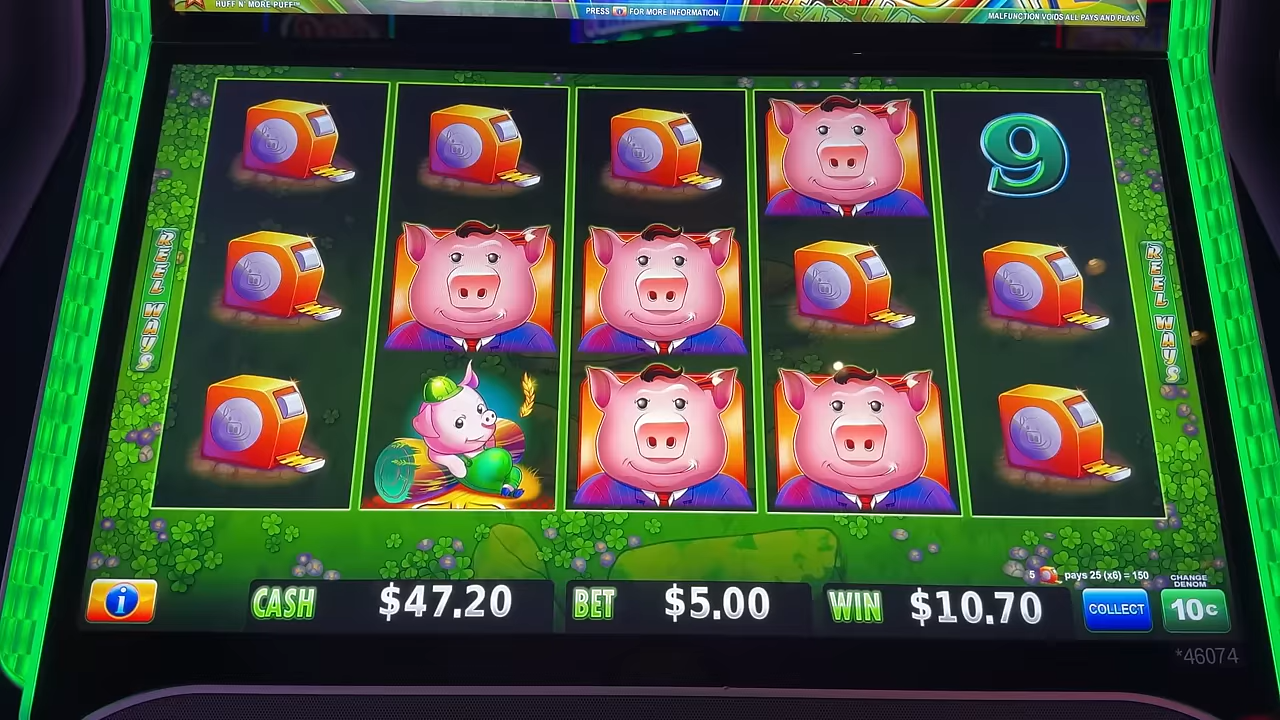 HUFF N' MORE PUFF™
PRESS i FOR MORE INFORMATION.
MALFUNCTION VOIDS ALL PAYS AND PLAYS.
9
REEL WAYS
REEL WAYS
5 pays 25 (x6) = 150
CHANGE
DENOM
i
CASH $47.20
BET $5.00
WIN $10.70
COLLECT
10¢
*46074